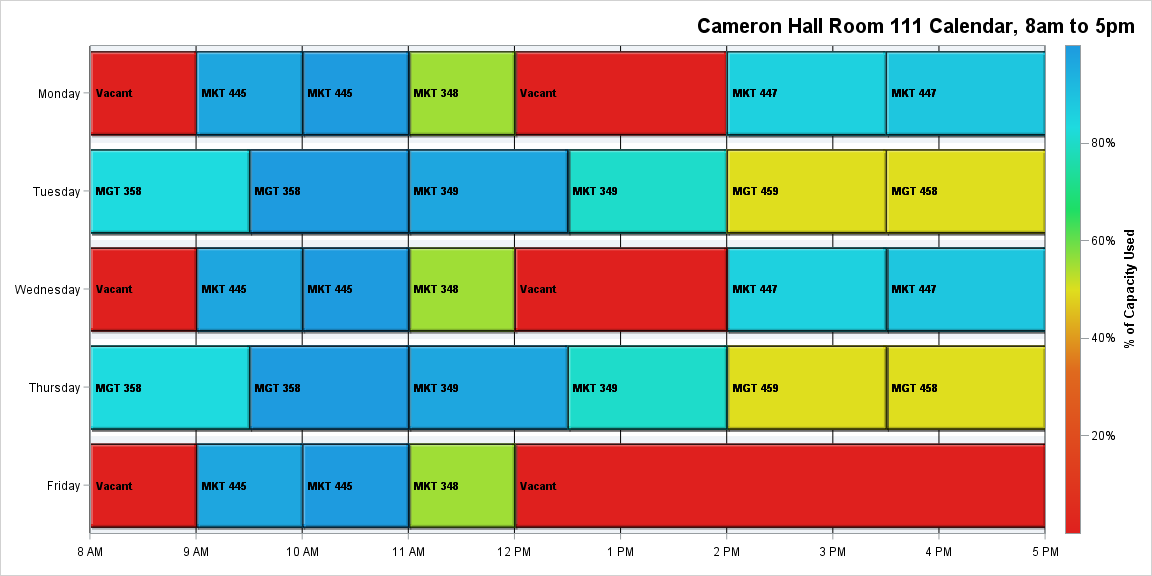 Cameron Hall Room 111 Calendar, 8am to 5pm
Monday Vacant MKT 445 MKT 445 MKT 348 Vacant MKT 447 MKT 447
Tuesday MGT 358 MGT 358 MKT 349 MKT 349 MGT 459 MGT 458
Wednesday Vacant MKT 445 MKT 445 MKT 348 Vacant MKT 447 MKT 447
Thursday MGT 358 MGT 358 MKT 349 MKT 349 MGT 459 MGT 458
Friday Vacant MKT 445 MKT 445 MKT 348 Vacant
8 AM 9 AM 10 AM 11 AM 12 PM 1 PM 2 PM 3 PM 4 PM 5 PM
80%
60%
40%
20%
% of Capacity Used